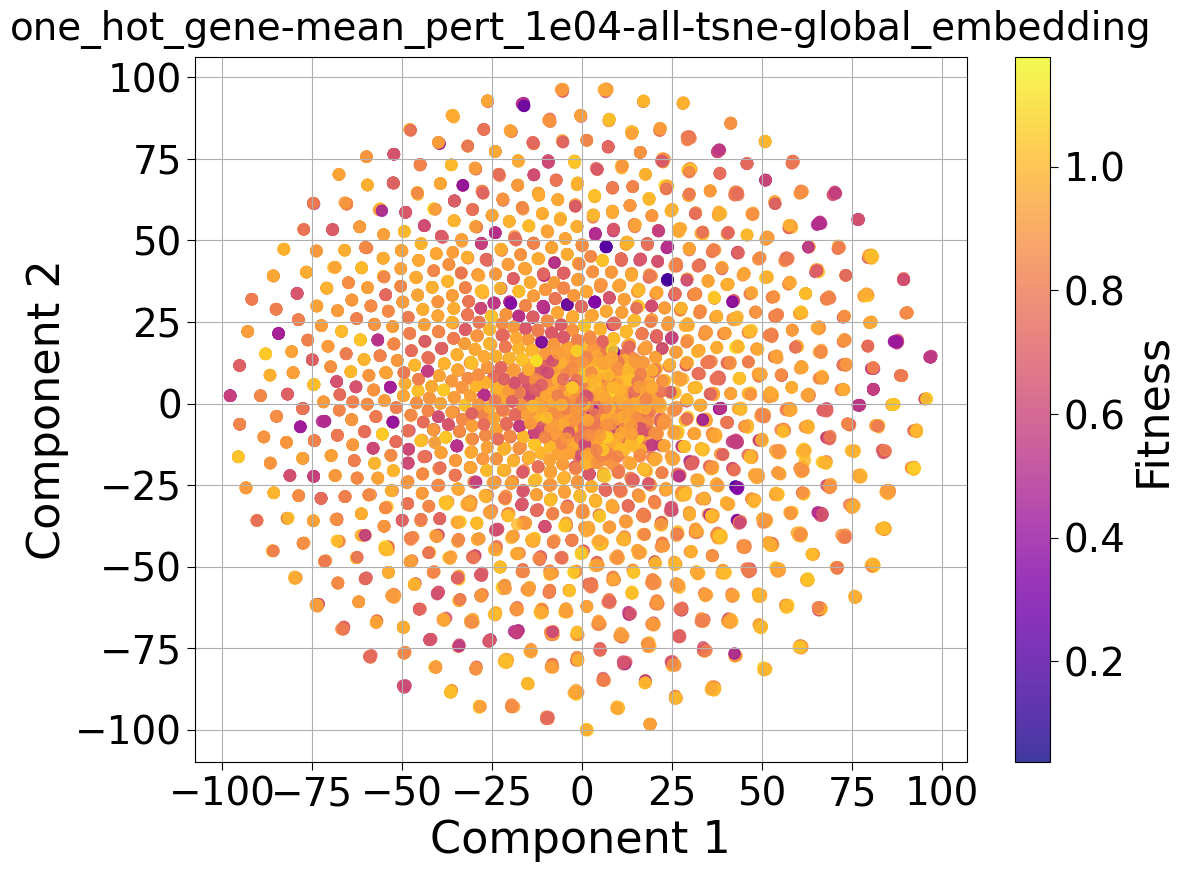 one_hot_gene-mean_pert_1e04-all-tsne-global_embedding
100
75
50
25
0
−25
−50
−75
−100
Component 2
−100 −75 −50 −25 0 25 50 75 100
Component 1
1.0
0.8
0.6
0.4
0.2
Fitness